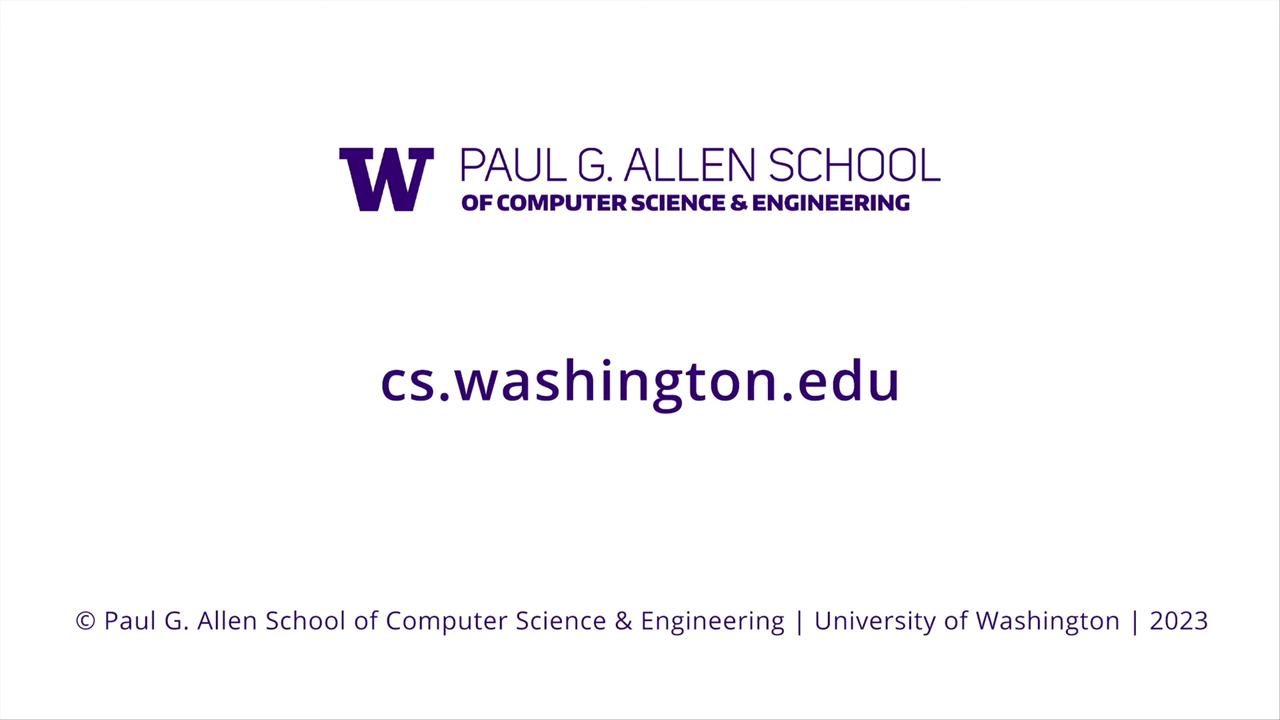 W PAUL G. ALLEN SCHOOL
OF COMPUTER SCIENCE & ENGINEERING
cs.washington.edu
© Paul G. Allen School of Computer Science & Engineering | University of Washington | 2023